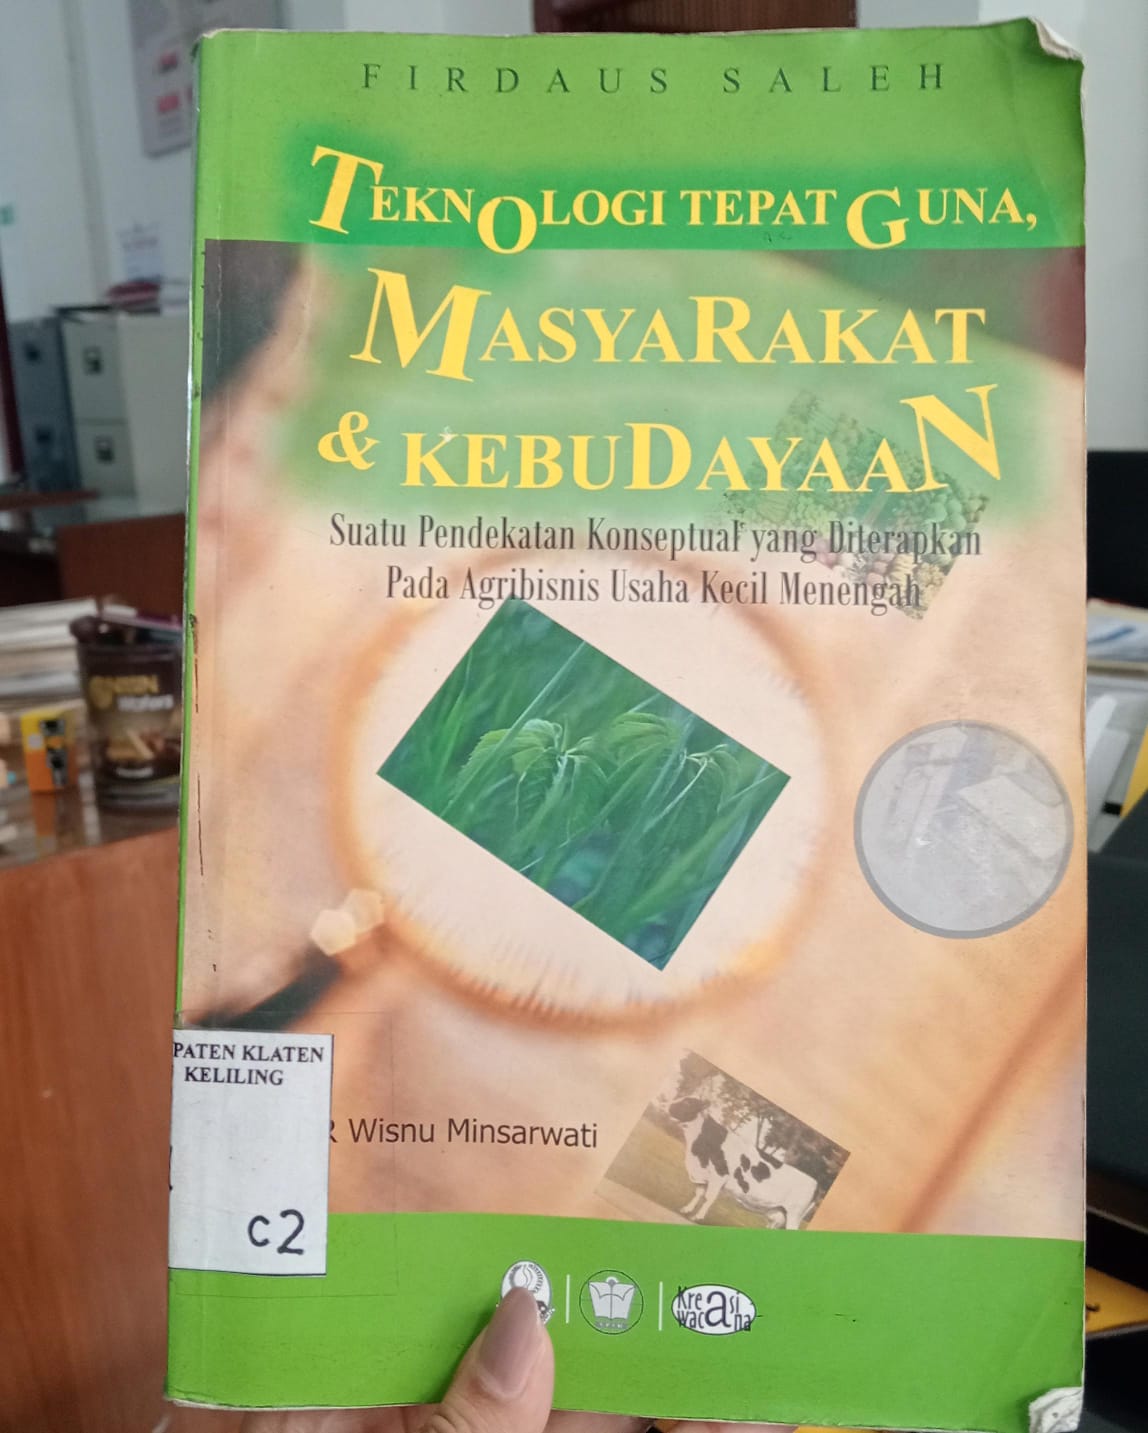 FIRDAUS SALEH
TEKNOLOGI TEPAT GUNA,
MASYARAKAT
& KEBUDAYAAN
Suatu Pendekatan Konseptual yang Diterapkan
Pada Agribisnis Usaha Kecil Menengah
PATEN KLATEN
KELILING
C2
Wisnu Minsarwati
Kreasi
wacana